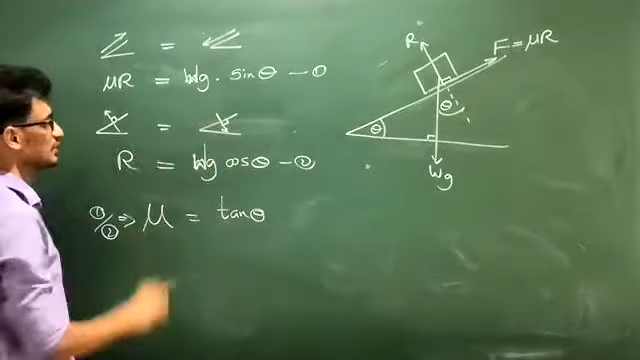 =
μR = Wg . sinθ - ①
=
R = Wg cosθ - ②
①/② ⇒ μ = tanθ
R
F = μR
θ
θ
Wg